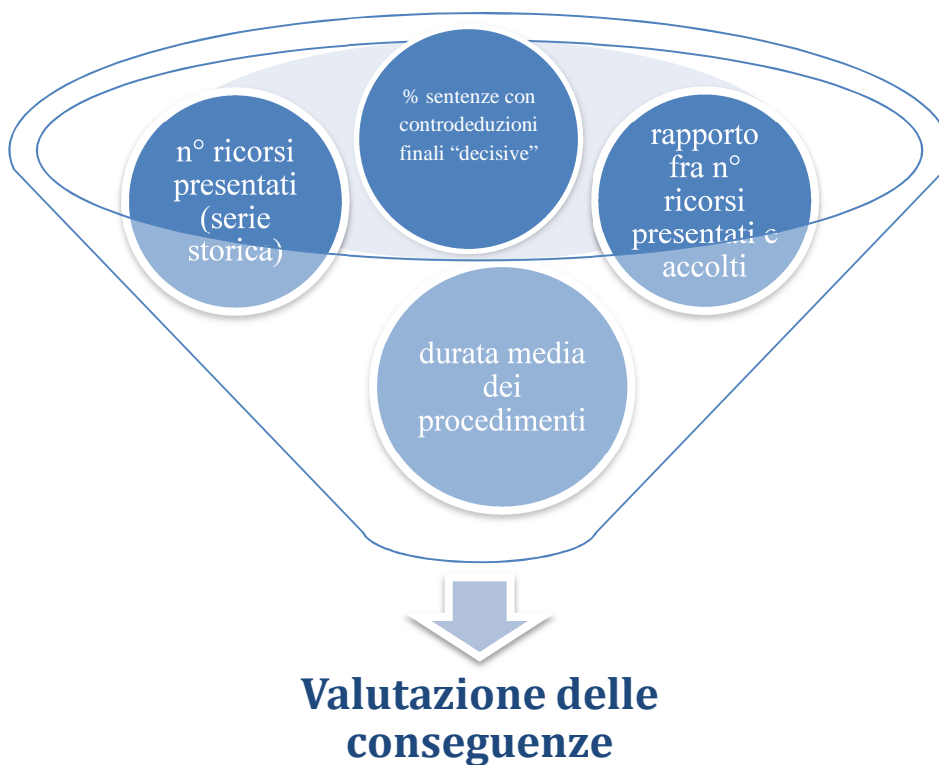 % sentenze con
controdeduzioni
finali “decisive”
n° ricorsi
presentati
(serie
storica)
rapporto
fra n°
ricorsi
presentati e
accolti
durata media
dei
procedimenti
Valutazione delle
conseguenze